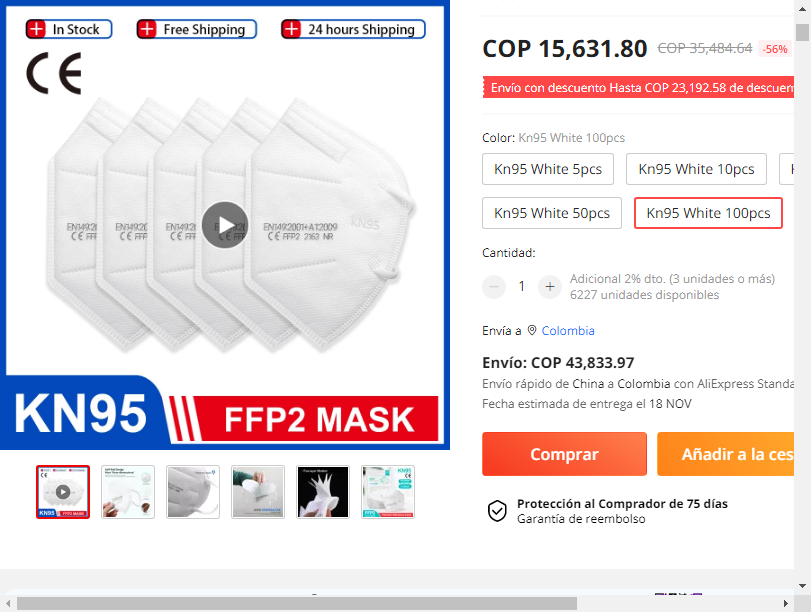 In Stock
Free Shipping
24 hours Shipping
CE
EN149:2001+A1:2009
CE FFP2 2163 NR
KN95
KN95
FFP2 MASK
COP 15,631.80 COP 35,484.64 -56%
Envío con descuento Hasta COP 23,192.58 de descuen
Color: Kn95 White 100pcs
Kn95 White 5pcs
Kn95 White 10pcs
Kn95 White 50pcs
Kn95 White 100pcs
Cantidad:
1
Adicional 2% dto. (3 unidades o más)
6227 unidades disponibles
Envía a Colombia
Envío: COP 43,833.97
Envío rápido de China a Colombia con AliExpress Standa
Fecha estimada de entrega el 18 NOV
Comprar
Añadir a la ces
Protección al Comprador de 75 días
Garantía de reembolso